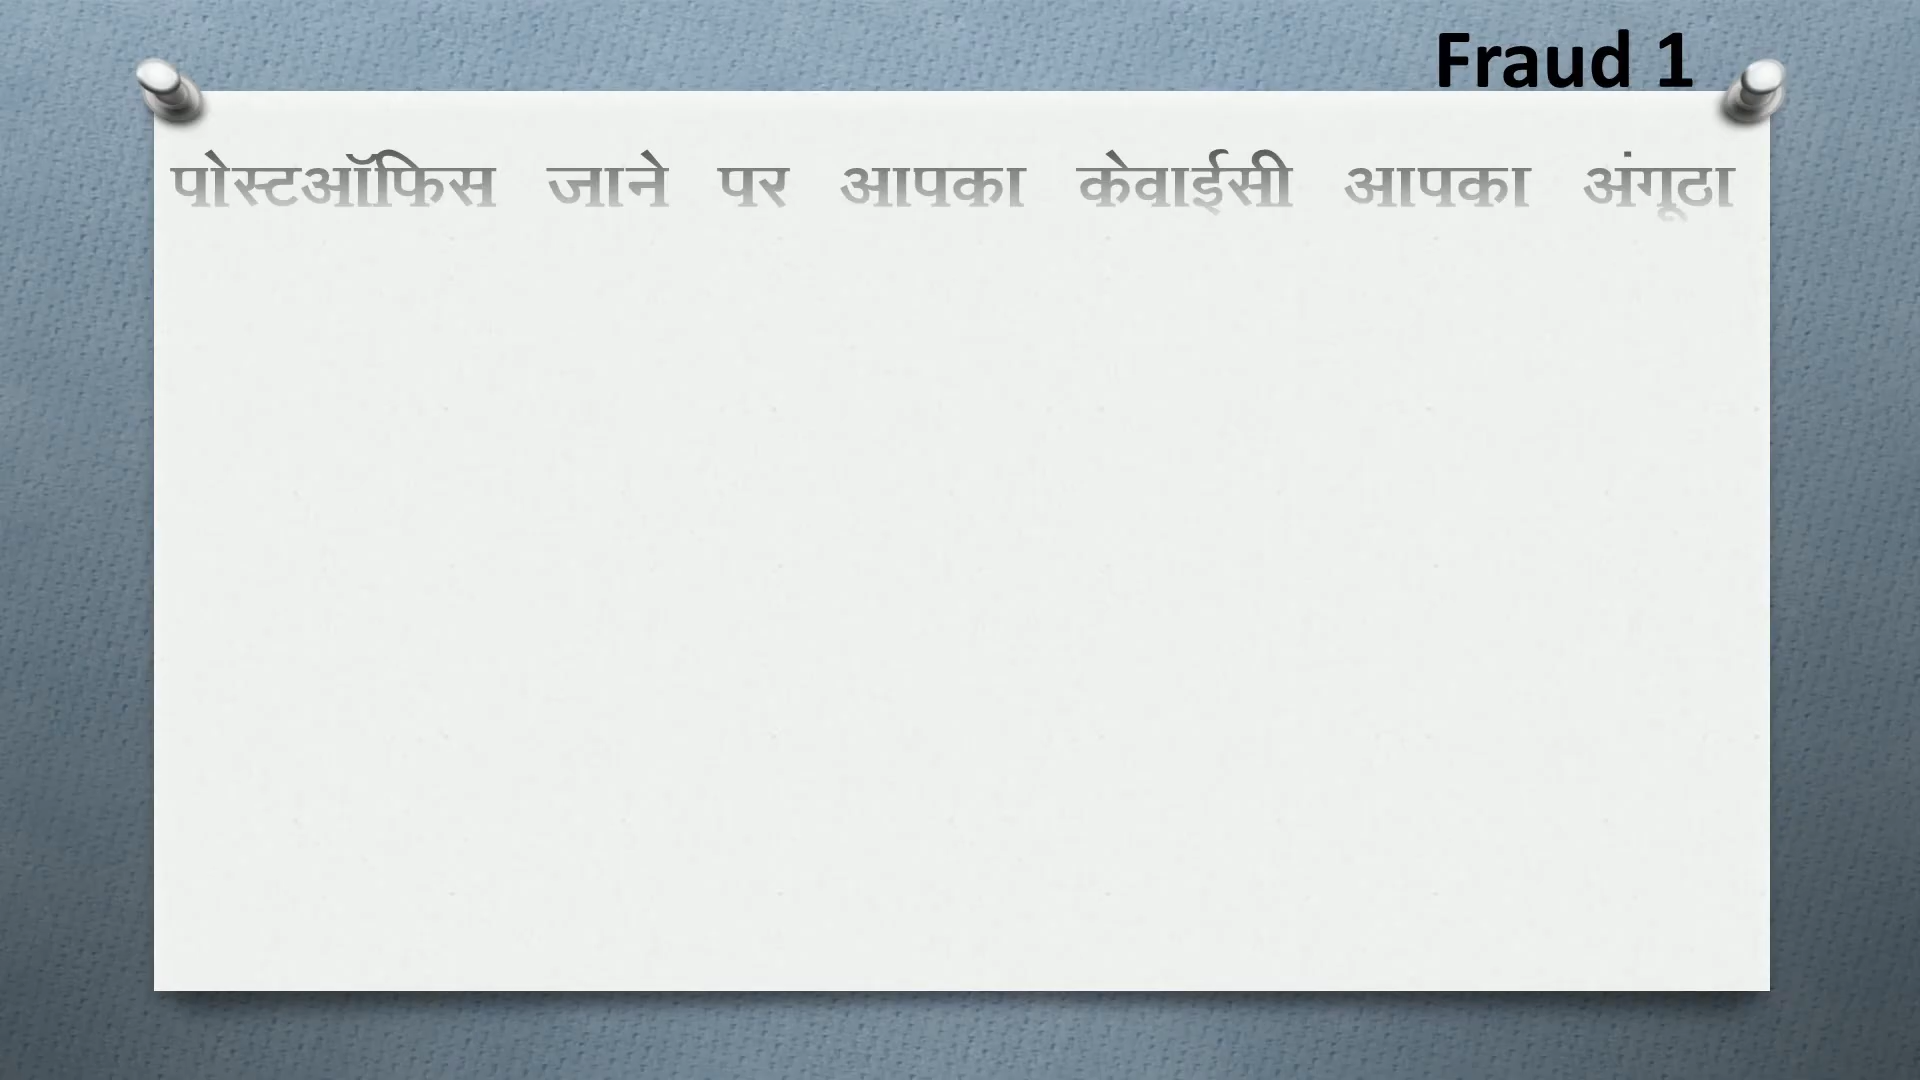 Fraud 1
पोस्टऑफिस जाने पर आपका केवाईसी आपका अंगूठा